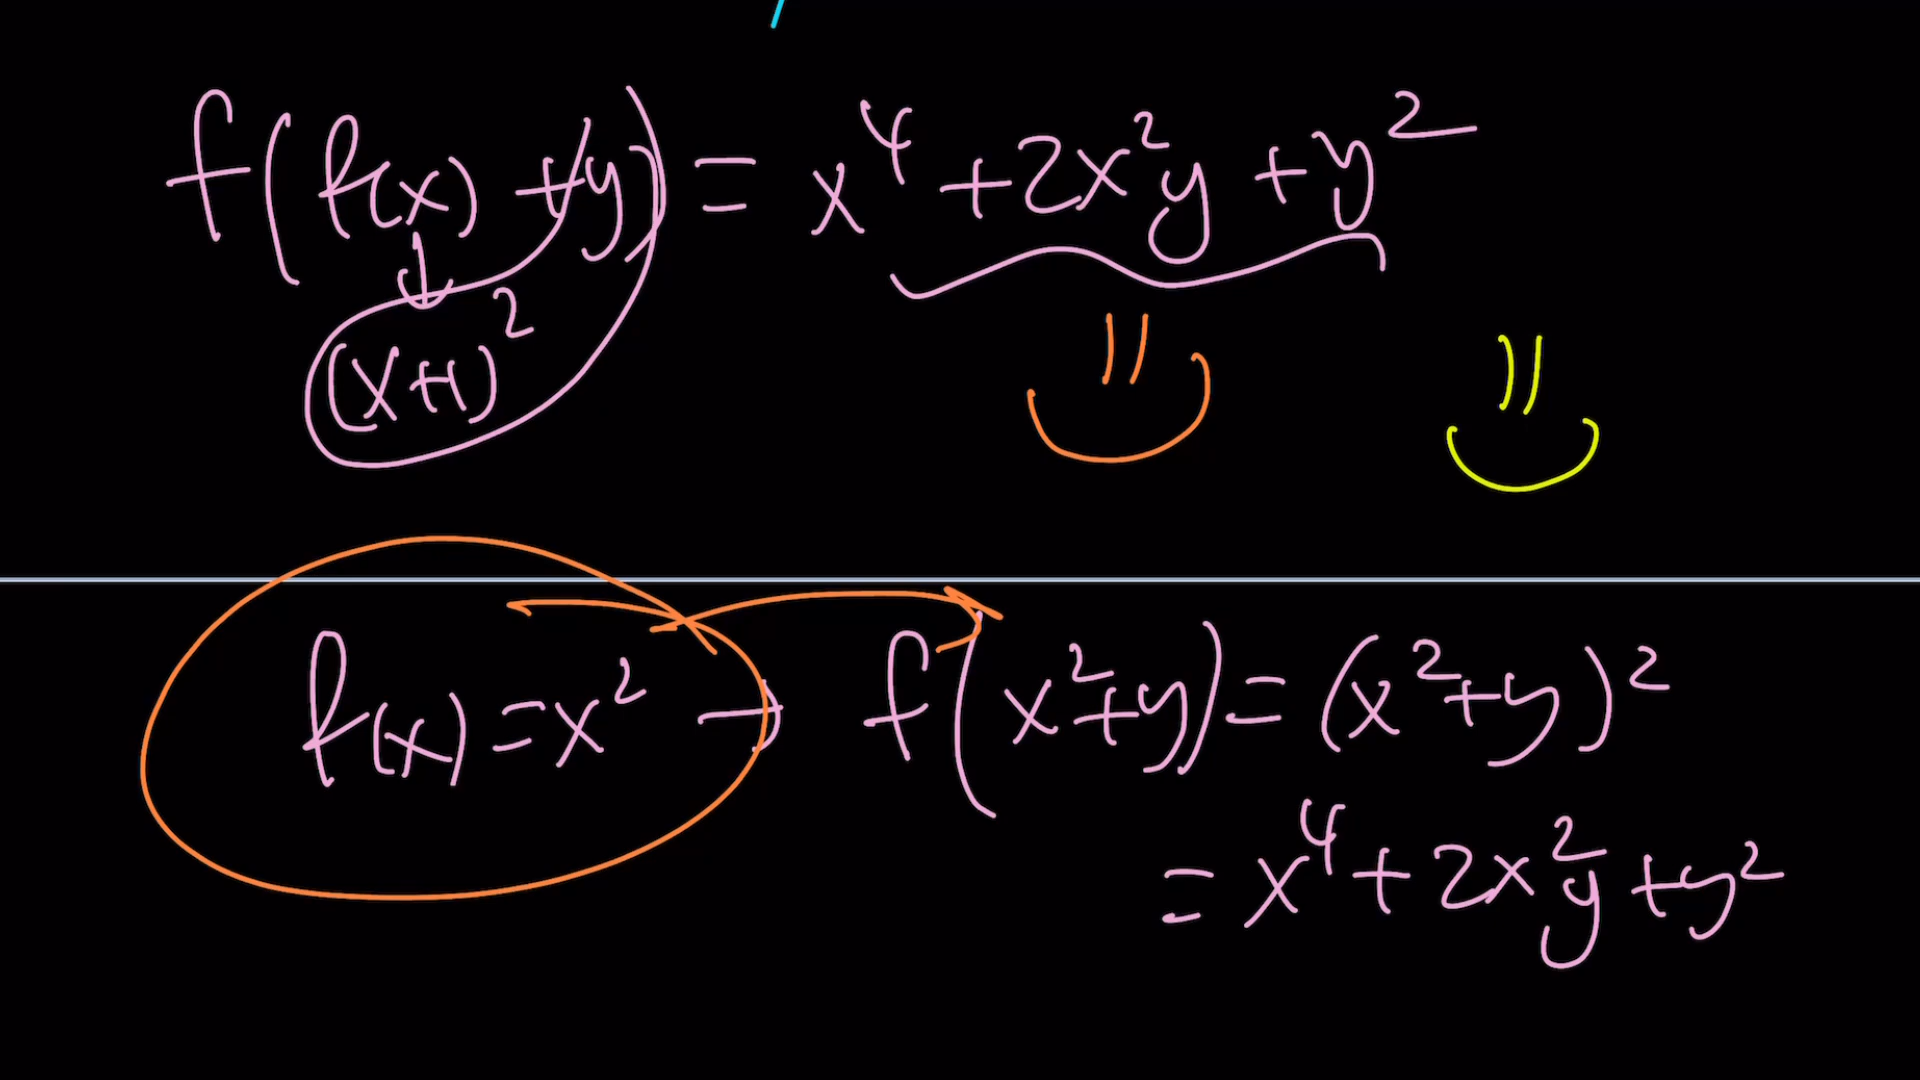 f(f(x)+y) = x⁴ + 2x²y + y²
(x+1)²
f(x) = x² → f(x²+y) = (x²+y)²
= x⁴ + 2x²y + y²